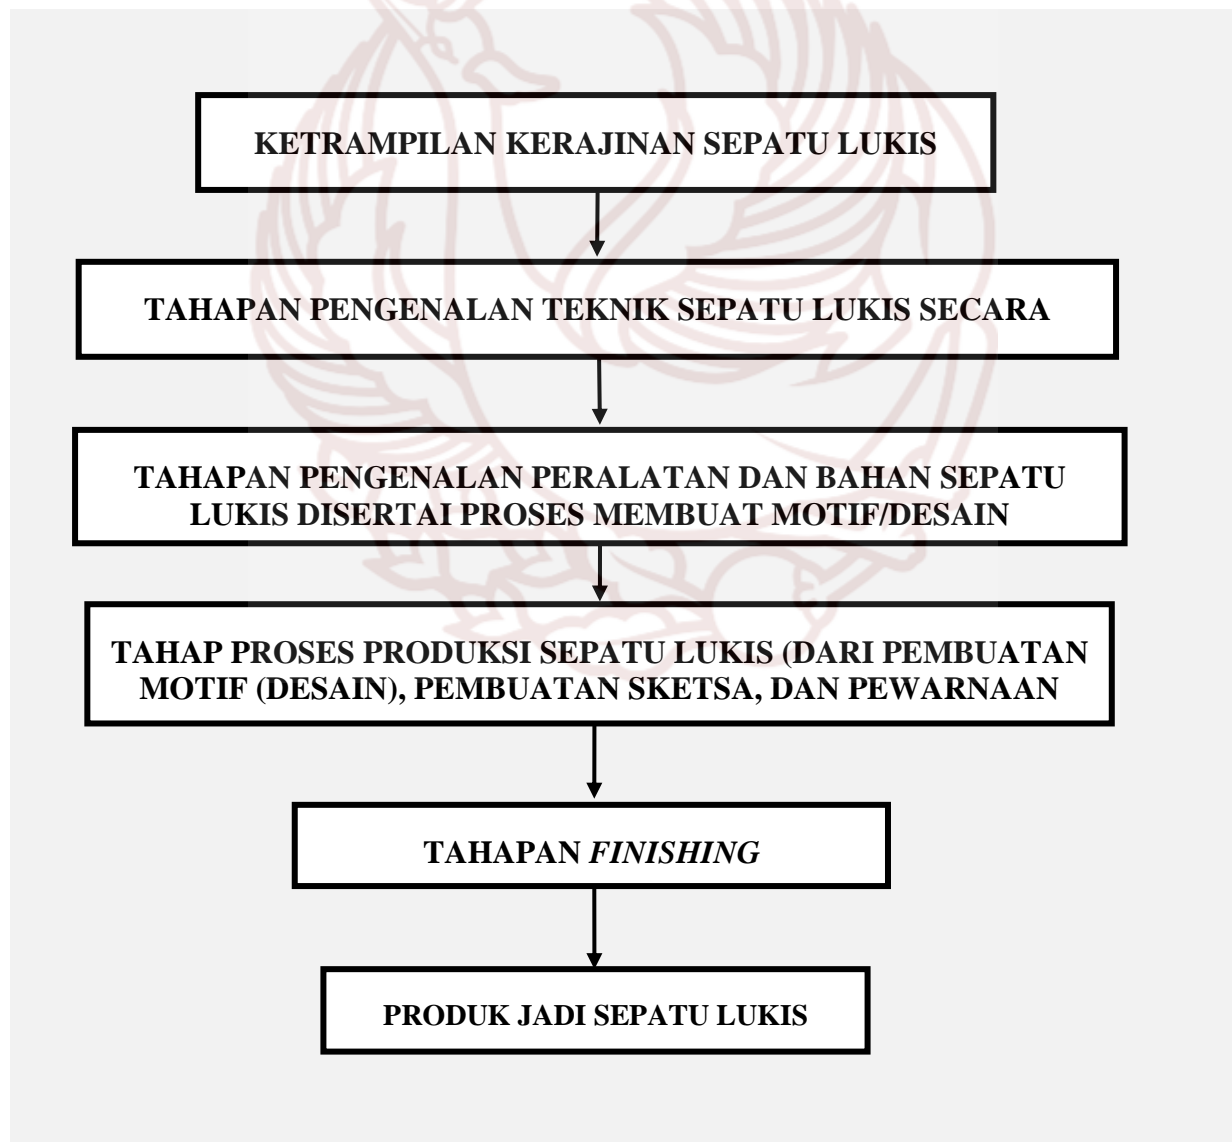 KETRAMPILAN KERAJINAN SEPATU LUKIS
TAHAPAN PENGENALAN TEKNIK SEPATU LUKIS SECARA
TAHAPAN PENGENALAN PERALATAN DAN BAHAN SEPATU
LUKIS DISERTAI PROSES MEMBUAT MOTIF/DESAIN
TAHAP PROSES PRODUKSI SEPATU LUKIS (DARI PEMBUATAN
MOTIF (DESAIN), PEMBUATAN SKETSA, DAN PEWARNAAN
TAHAPAN FINISHING
PRODUK JADI SEPATU LUKIS